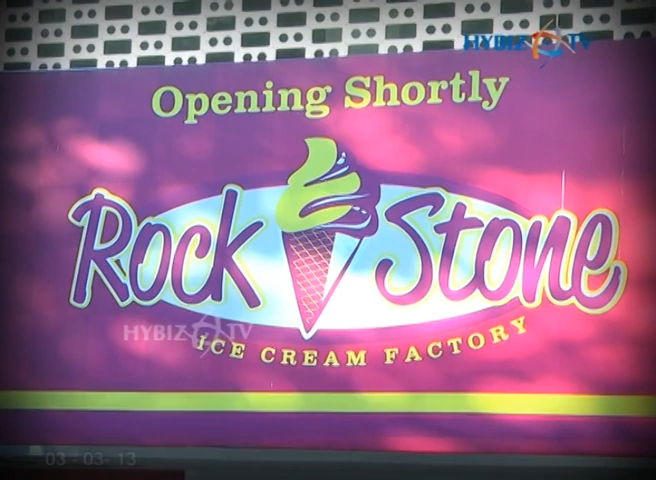 HYBIZ TV
Opening Shortly
Rock Stone
HYBIZ TV
ICE CREAM FACTORY
03-03-13